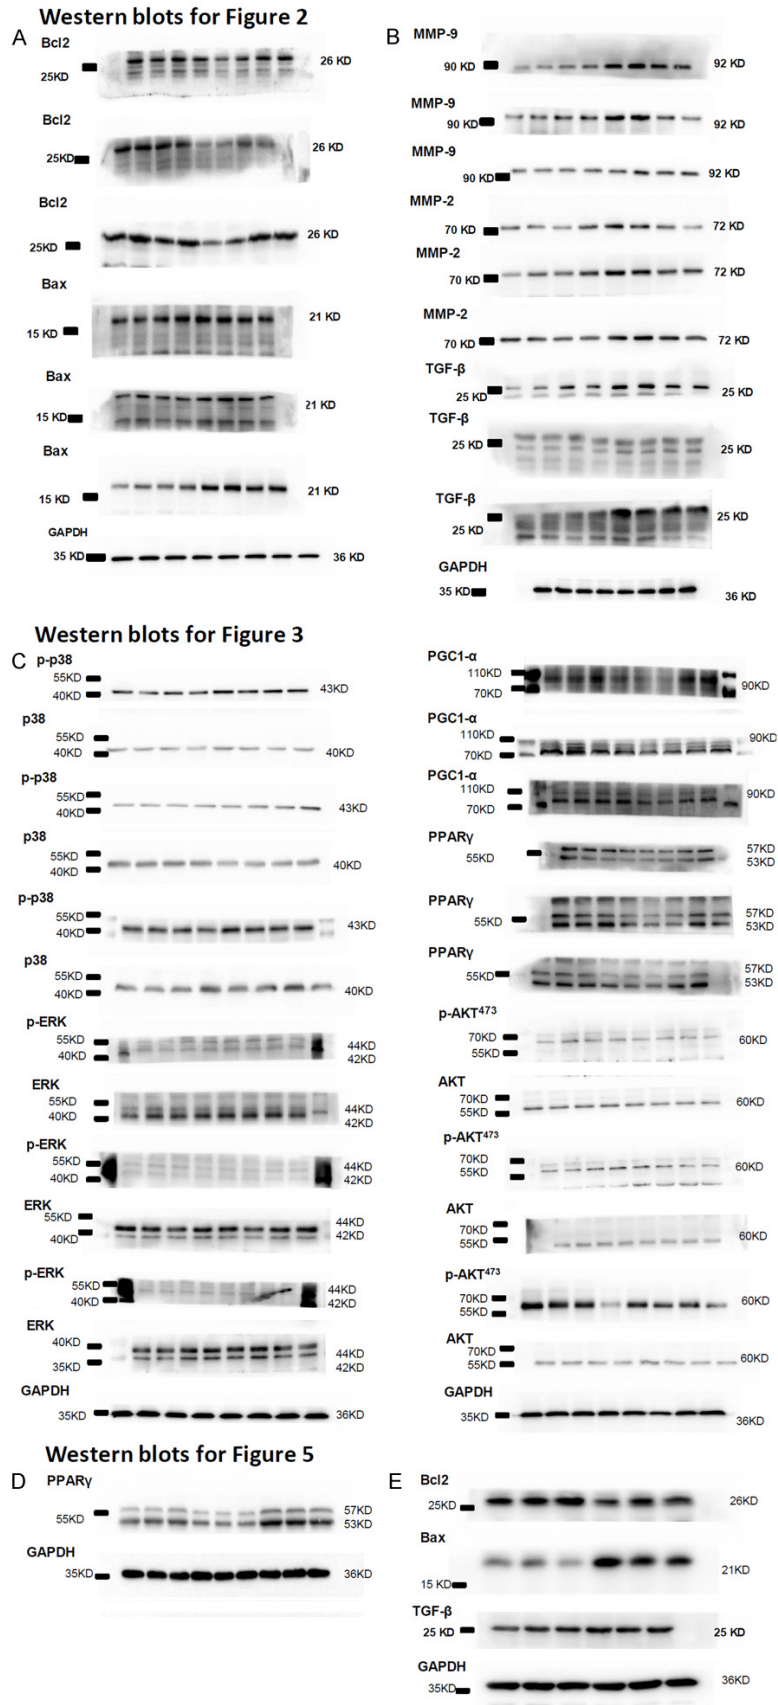 Western blots for Figure 2
A
Bcl2
25KD
26 KD
Bcl2
25KD
26 KD
Bcl2
25KD
26 KD
Bax
15 KD
21 KD
Bax
15 KD
21 KD
Bax
15 KD
21 KD
GAPDH
35 KD
36 KD
B
MMP-9
90 KD
92 KD
MMP-9
90 KD
92 KD
MMP-9
90 KD
92 KD
MMP-2
70 KD
72 KD
MMP-2
70 KD
72 KD
MMP-2
70 KD
72 KD
TGF-β
25 KD
25 KD
TGF-β
25 KD
25 KD
TGF-β
25 KD
25 KD
GAPDH
35 KD
36 KD
Western blots for Figure 3
C
p-p38
55KD
40KD
43KD
p38
55KD
40KD
40KD
p-p38
55KD
40KD
43KD
p38
55KD
40KD
40KD
p-p38
55KD
40KD
43KD
p38
55KD
40KD
40KD
p-ERK
55KD
40KD
44KD
42KD
ERK
55KD
40KD
44KD
42KD
p-ERK
55KD
40KD
44KD
42KD
ERK
55KD
40KD
44KD
42KD
p-ERK
55KD
40KD
44KD
42KD
ERK
40KD
35KD
44KD
42KD
GAPDH
35KD
36KD
PGC1-α
110KD
70KD
90KD
PGC1-α
110KD
70KD
90KD
PGC1-α
110KD
70KD
90KD
PPARγ
55KD
57KD
53KD
PPARγ
55KD
57KD
53KD
PPARγ
55KD
57KD
53KD
p-AKT⁴⁷³
70KD
55KD
60KD
AKT
70KD
55KD
60KD
p-AKT⁴⁷³
70KD
55KD
60KD
AKT
70KD
55KD
60KD
p-AKT⁴⁷³
70KD
55KD
60KD
AKT
70KD
55KD
60KD
GAPDH
35KD
36KD
Western blots for Figure 5
D
PPARγ
55KD
57KD
53KD
GAPDH
35KD
36KD
E
Bcl2
25KD
26KD
Bax
15 KD
21KD
TGF-β
25 KD
25 KD
GAPDH
35KD
36KD